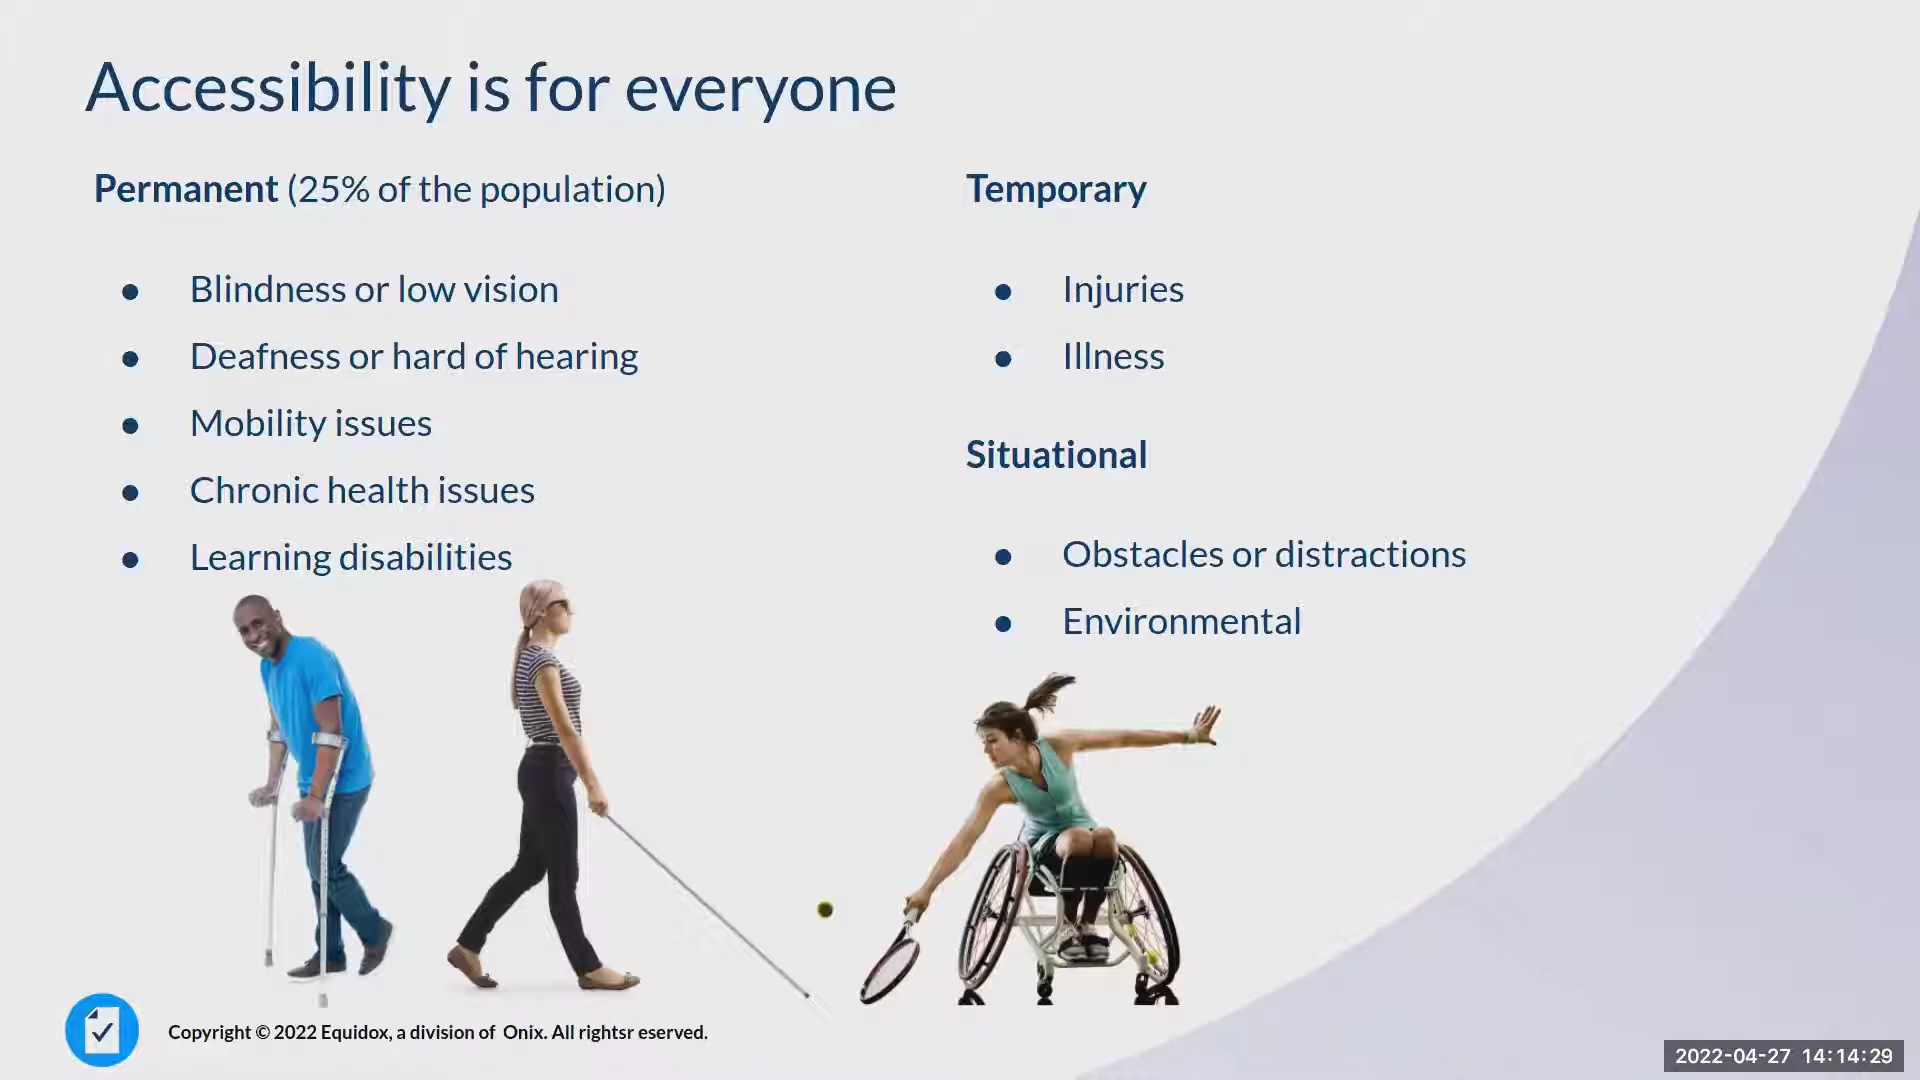 Accessibility is for everyone
Permanent (25% of the population)
● Blindness or low vision
● Deafness or hard of hearing
● Mobility issues
● Chronic health issues
● Learning disabilities
Temporary
● Injuries
● Illness
Situational
● Obstacles or distractions
● Environmental
Copyright © 2022 Equidox, a division of Onix. All rightsr eserved.
2022-04-27 14:14:29